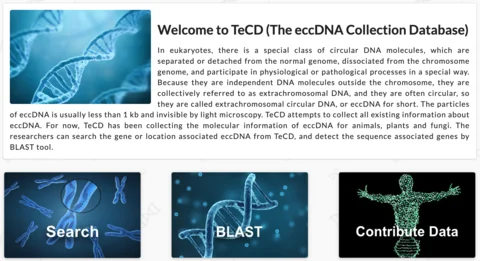 Welcome to TeCD (The eccDNA Collection Database)
In eukaryotes, there is a special class of circular DNA molecules, which are
separated or detached from the normal genome, dissociated from the chromosome
genome, and participate in physiological or pathological processes in a special way.
Because they are independent DNA molecules outside the chromosome, they are
collectively referred to as extrachromosomal DNA, and they are often circular, so
they are called extrachromosomal circular DNA, or eccDNA for short. The particles
of eccDNA is usually less than 1 kb and invisible by light microscopy. TeCD attempts to collect all existing information about
eccDNA. For now, TeCD has been collecting the molecular information of eccDNA for animals, plants and fungi. The
researchers can search the gene or location associated eccDNA from TeCD, and detect the sequence associated genes by
BLAST tool.
Search
BLAST
Contribute Data